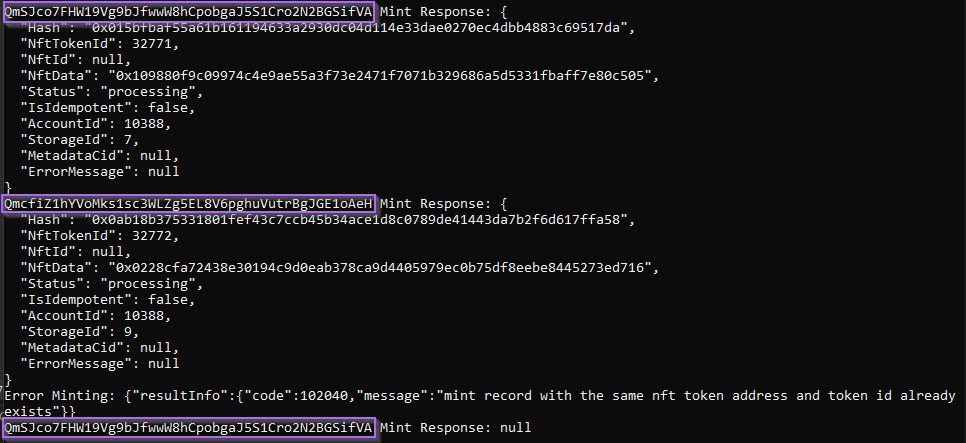 QmSJco7FHW19Vg9bJfwwW8hCpobgaJ5S1Cro2N2BGSifVA Mint Response: {
"Hash": "0x015bfbaf55a61b161194633a2930dc04d114e33dae0270ec4dbb4883c69517da",
"NftTokenId": 32771,
"NftId": null,
"NftData": "0x109880f9c09974c4e9ae55a3f73e2471f7071b329686a5d5331fbaff7e80c505",
"Status": "processing",
"IsIdempotent": false,
"AccountId": 10388,
"StorageId": 7,
"MetadataCid": null,
"ErrorMessage": null
}
QmcfiZ1hYVoMks1sc3WLZg5EL8V6pghuVutrBgJGE1oAeH Mint Response: {
"Hash": "0x0ab18b375331801fef43c7ccb45b34ace1d8c0789de41443da7b2f6d617ffa58",
"NftTokenId": 32772,
"NftId": null,
"NftData": "0x0228cfa72438e30194c9d0eab378ca9d4405979ec0b75df8eebe8445273ed716",
"Status": "processing",
"IsIdempotent": false,
"AccountId": 10388,
"StorageId": 9,
"MetadataCid": null,
"ErrorMessage": null
}
Error Minting: {"resultInfo":{"code":102040,"message":"mint record with the same nft token address and token id already
exists"}}
QmSJco7FHW19Vg9bJfwwW8hCpobgaJ5S1Cro2N2BGSifVA Mint Response: null